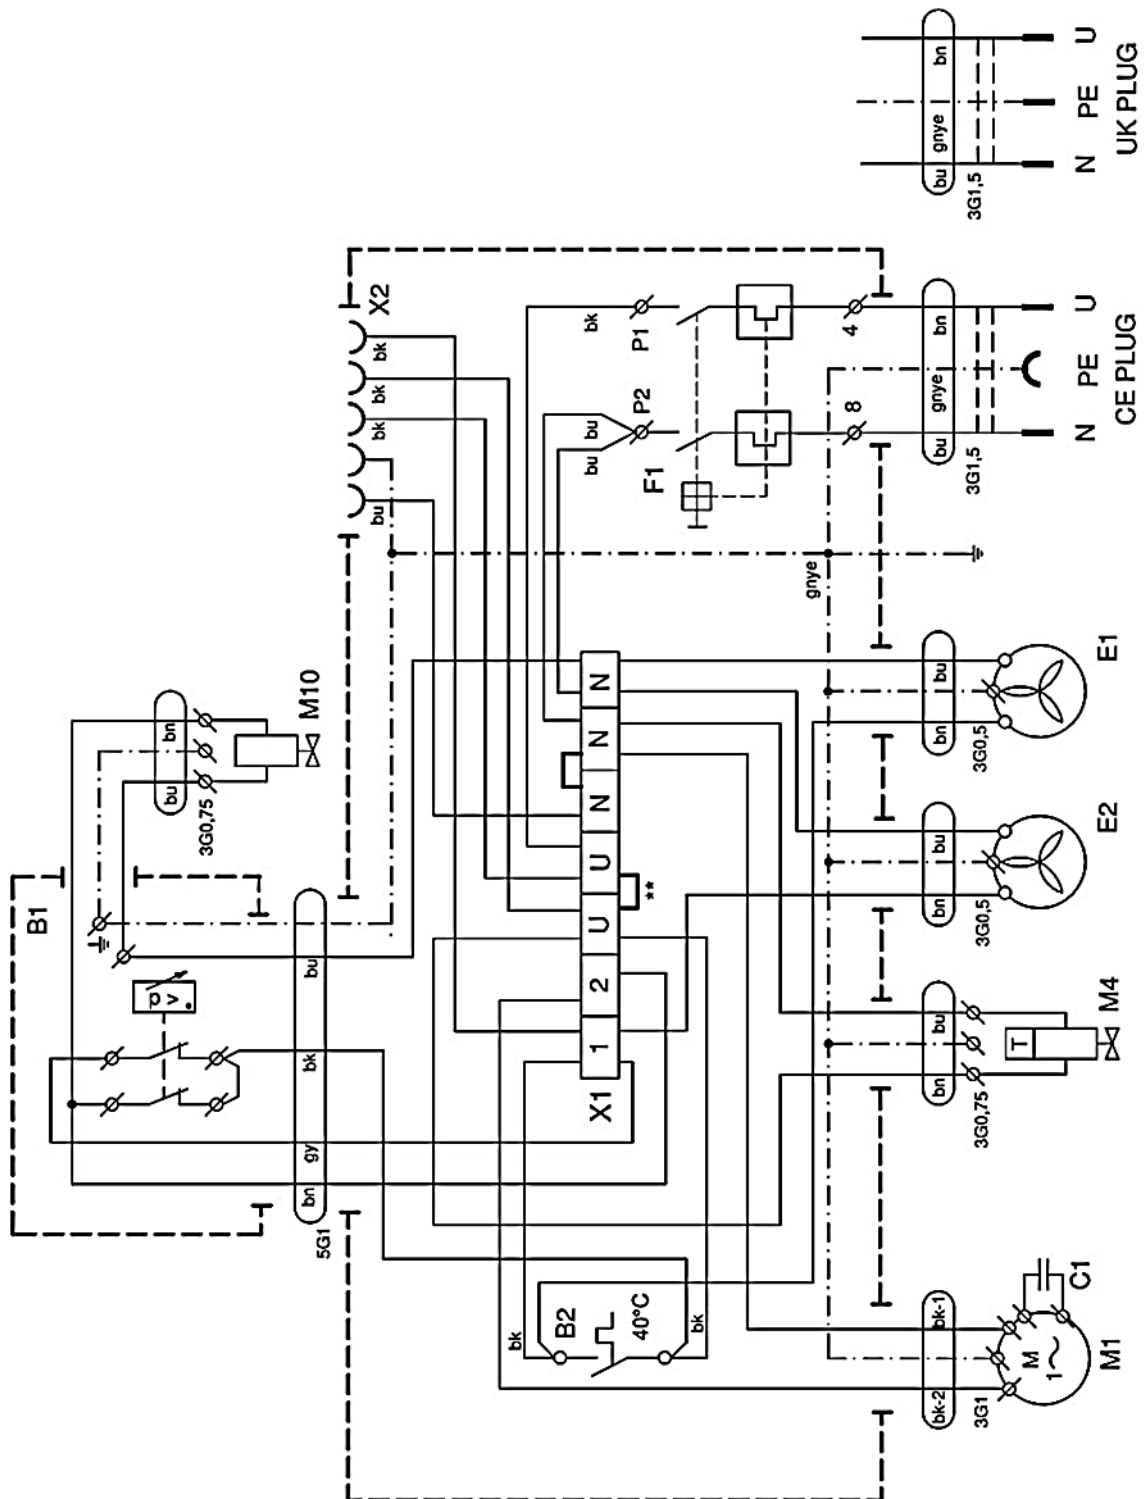 bu gnye bn
3G1,5
N PE U
UK PLUG
X2
bu bk bk bk
bk
P1
bu
bu
P2
F1
4
8
bu gnye bn
3G1,5
N PE U
CE PLUG
gnye
M10
bu bn
3G0,75
B1
p v
bn gy bk bu
5G1
X1
1 2 U U N N N
**
bn bu
3G0,5
E1
bn bu
3G0,5
E2
bn bu
3G0,75
T
M4
bk
B2
40°C
bk
bk-2 bk-1
3G1
M
1~
C1
M1